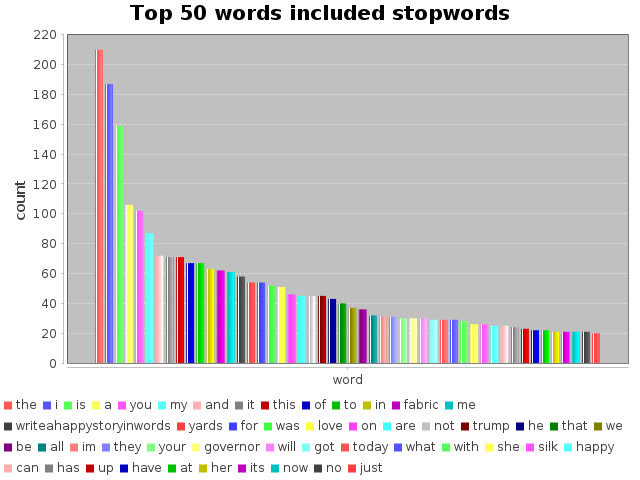 Top 50 words included stopwords
220
200
180
160
140
120
100
80
60
40
20
0
count
word
the i is a you my and it this of to in fabric me
writeahappystoryinwords yards for was love on are not trump he that we
be all im they your governor will got today what with she silk happy
can has up have at her its now no just